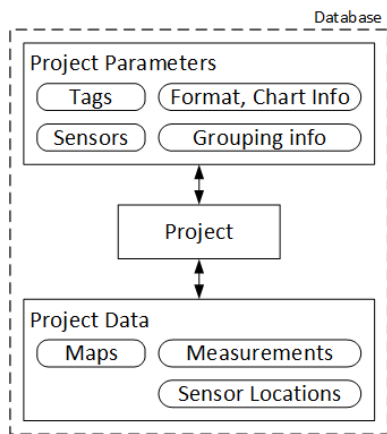 Database
Project Parameters
Tags
Format, Chart Info
Sensors
Grouping info
Project
Project Data
Maps
Measurements
Sensor Locations